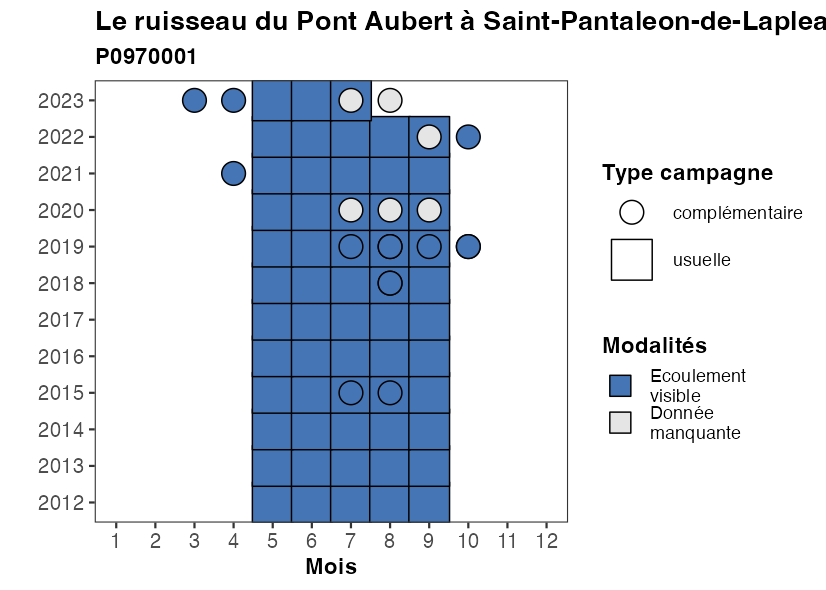 Le ruisseau du Pont Aubert à Saint-Pantaleon-de-Laplea
P0970001
2023
2022
2021
2020
2019
2018
2017
2016
2015
2014
2013
2012
1 2 3 4 5 6 7 8 9 10 11 12
Mois
Type campagne
complémentaire
usuelle
Modalités
Ecoulement
visible
Donnée
manquante